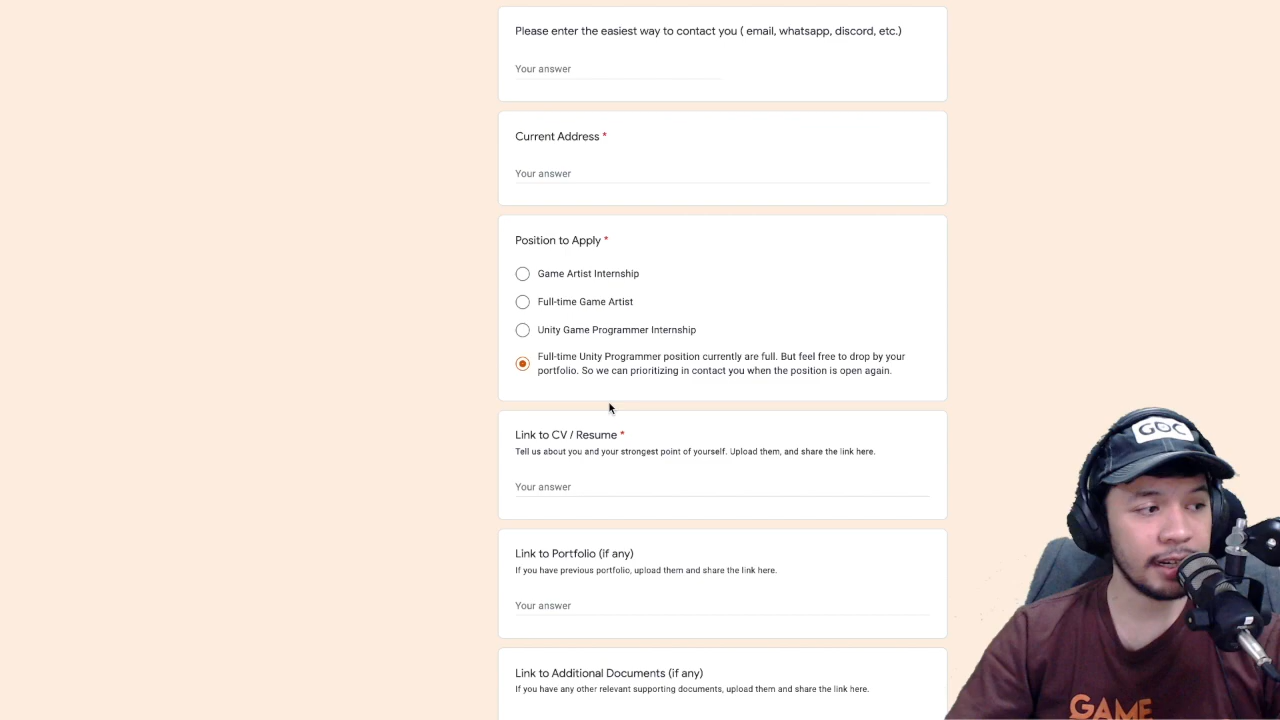 Please enter the easiest way to contact you ( email, whatsapp, discord, etc.)
Your answer
Current Address *
Your answer
Position to Apply *
Game Artist Internship
Full-time Game Artist
Unity Game Programmer Internship
Full-time Unity Programmer position currently are full. But feel free to drop by your
portfolio. So we can prioritizing in contact you when the position is open again.
Link to CV / Resume *
Tell us about you and your strongest point of yourself. Upload them, and share the link here.
Your answer
Link to Portfolio (if any)
If you have previous portfolio, upload them and share the link here.
Your answer
Link to Additional Documents (if any)
If you have any other relevant supporting documents, upload them and share the link here.
GDC
GAME